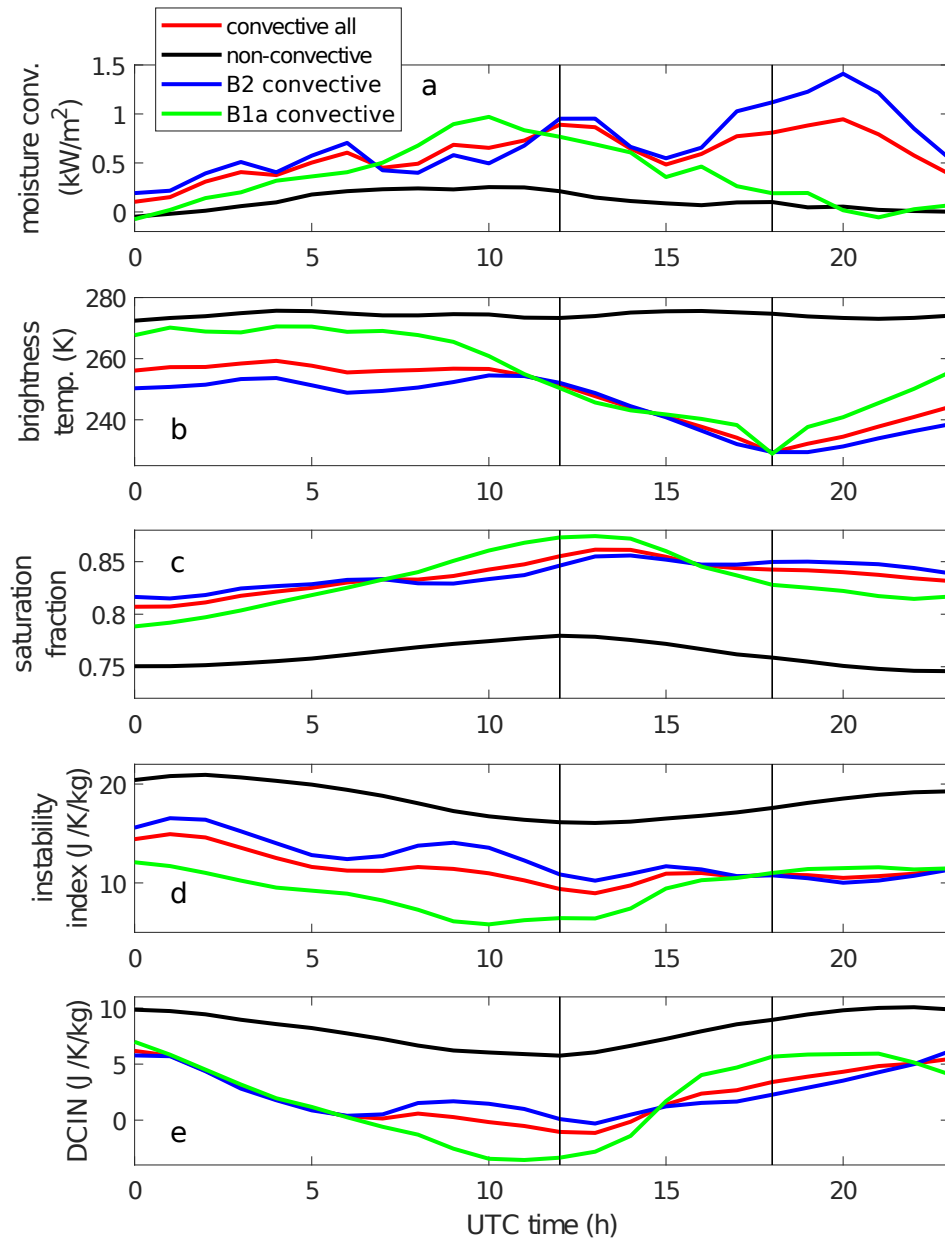 convective all
non-convective
B2 convective
B1a convective
a
moisture conv.
(kW/m²)
1.5
1
0.5
0
0 5 10 15 20
brightness
temp. (K)
280
260
240
b
0 5 10 15 20
saturation
fraction
c
0.85
0.8
0.75
0 5 10 15 20
instability
index (J /K/kg)
20
10
d
0 5 10 15 20
DCIN (J /K/kg)
10
5
0
e
0 5 10 15 20
UTC time (h)